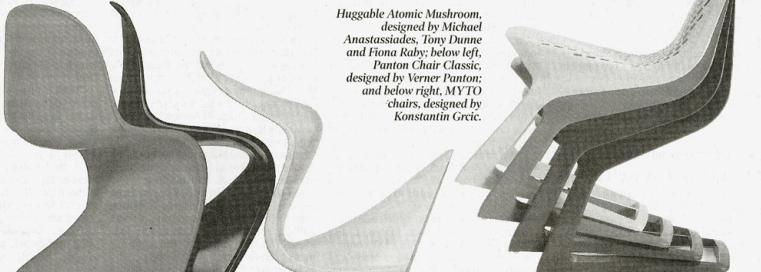 Huggable Atomic Mushroom,
designed by Michael
Anastassiades, Tony Dunne
and Fiona Raby; below left,
Panton Chair Classic,
designed by Verner Panton;
and below right, MYTO
chairs, designed by
Konstantin Grcic.